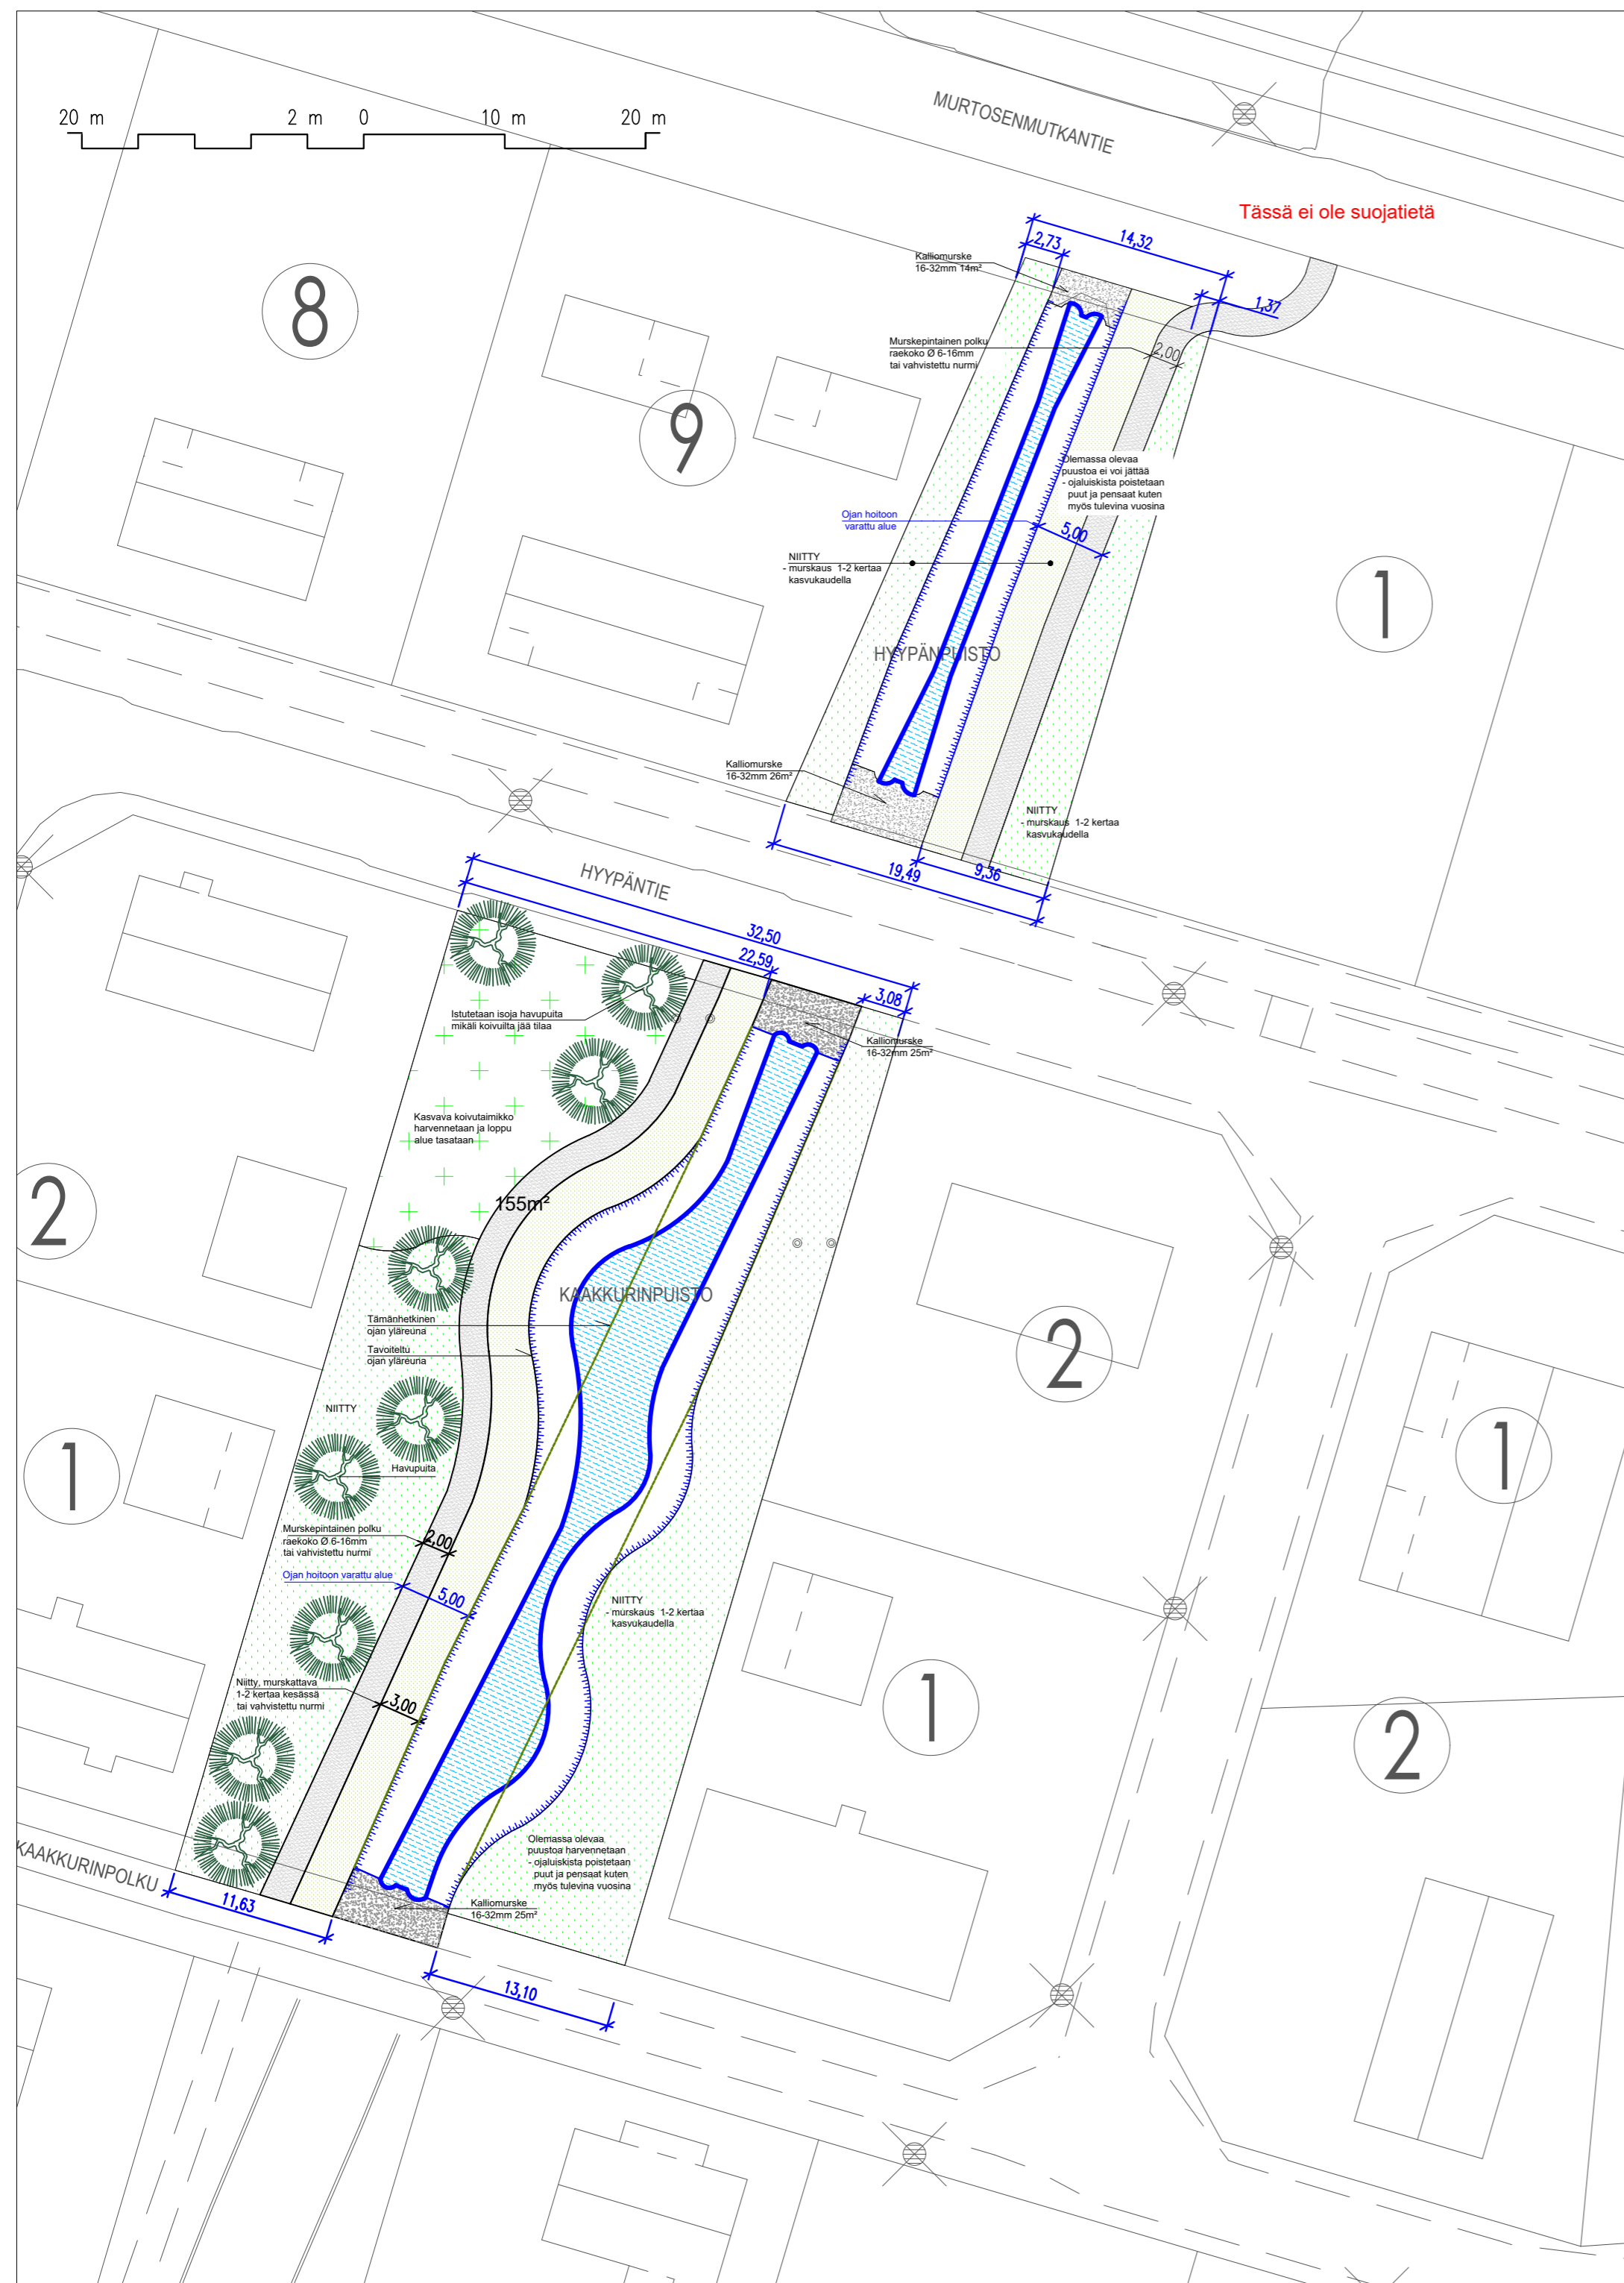 20 m
2 m
0
10 m
20 m
MURTOSENMUTKANTIE
Tässä ei ole suojatietä
14,32
2,73
Kalliomurske
16-32mm 14m²
1,37
8
Murskepintainen polku
raekoko Ø 6-16mm
tai vahvistettu nurmi
2,00
9
Olemassa olevaa
puustoa ei voi jättää
- ojaluiskista poistetaan
puut ja pensaat kuten
myös tulevina vuosina
Ojan hoitoon
varattu alue
5,00
NIITTY
- murskaus 1-2 kertaa
kasvukaudella
1
HYYPÄNPUISTO
Kalliomurske
16-32mm 26m²
NIITTY
- murskaus 1-2 kertaa
kasvukaudella
19,49
9,36
HYYPÄNTIE
32,50
22,59
3,08
Istutetaan isoja havupuita
mikäli koivuilta jää tilaa
Kalliomurske
16-32mm 25m²
Kasvava koivutaimikko
harvennetaan ja loppu
alue tasataan
155m²
2
KAAKKURINPUISTO
Tämänhetkinen
ojan yläreuna
Tavoiteltu
ojan yläreuna
2
NIITTY
1
1
Havupuita
Murskepintainen polku
raekoko Ø 6-16mm
tai vahvistettu nurmi
2,00
Ojan hoitoon varattu alue
5,00
NIITTY
- murskaus 1-2 kertaa
kasvukaudella
Niitty, murskattava
1-2 kertaa kesässä
tai vahvistettu nurmi
3,00
1
2
Olemassa olevaa
puustoa harvennetaan
- ojaluiskista poistetaan
puut ja pensaat kuten
myös tulevina vuosina
KAAKKURINPOLKU
11,63
Kalliomurske
16-32mm 25m²
13,10